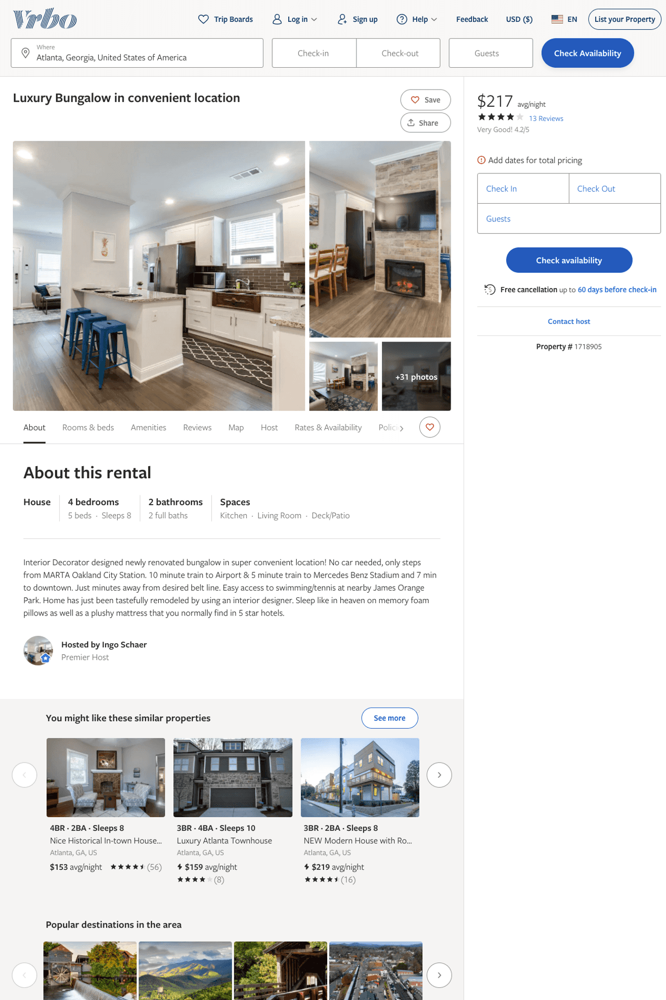 Vrbo
Trip Boards
Log in
Sign up
Help
Feedback
USD ($)
EN
List your Property
Where
Atlanta, Georgia, United States of America
Check-in
Check-out
Guests
Check Availability
Luxury Bungalow in convenient location
Save
Share
+31 photos
$217 avg/night
13 Reviews
Very Good! 4.2/5
Add dates for total pricing
Check In
Check Out
Guests
Check availability
Free cancellation up to 60 days before check-in
Contact host
Property # 1718905
About
Rooms & beds
Amenities
Reviews
Map
Host
Rates & Availability
Polici
About this rental
House
4 bedrooms
5 beds · Sleeps 8
2 bathrooms
2 full baths
Spaces
Kitchen · Living Room · Deck/Patio
Interior Decorator designed newly renovated bungalow in super convenient location! No car needed, only steps
from MARTA Oakland City Station. 10 minute train to Airport & 5 minute train to Mercedes Benz Stadium and 7 min
to downtown. Just minutes away from desired belt line. Easy access to swimming/tennis at nearby James Orange
Park. Home has just been tastefully remodeled by using an interior designer. Sleep like in heaven on memory foam
pillows as well as a plushy mattress that you normally find in 5 star hotels.
Hosted by Ingo Schaer
Premier Host
You might like these similar properties
See more
4BR · 2BA · Sleeps 8
Nice Historical In-town House...
Atlanta, GA, US
$153 avg/night
(56)
3BR · 4BA · Sleeps 10
Luxury Atlanta Townhouse
Atlanta, GA, US
$159 avg/night
(8)
3BR · 2BA · Sleeps 8
NEW Modern House with Ro...
Atlanta, GA, US
$219 avg/night
(16)
Popular destinations in the area